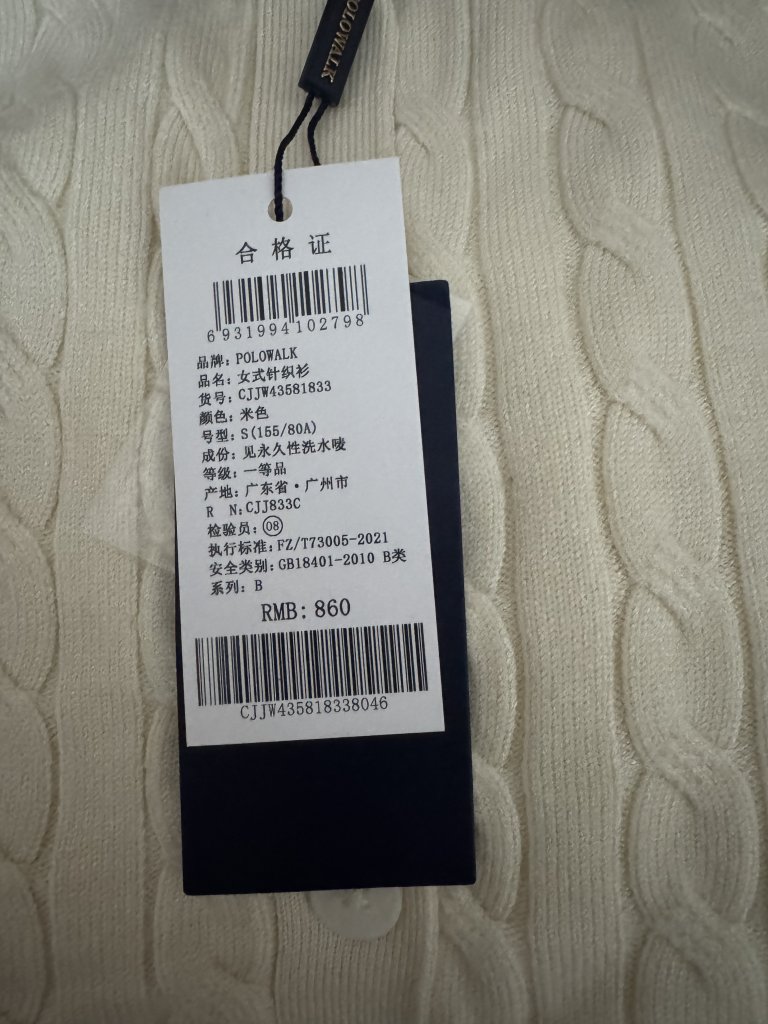 POLOWALK
合格证
6931994102798
品牌: POLOWALK
品名: 女式针织衫
货号: CJJW43581833
颜色: 米色
号型: S(155/80A)
成份: 见永久性洗水唛
等级: 一等品
产地: 广东省·广州市
R N: CJJ833C
检验员: 08
执行标准: FZ/T73005-2021
安全类别: GB18401-2010 B类
系列: B
RMB: 860
CJJW435818338046